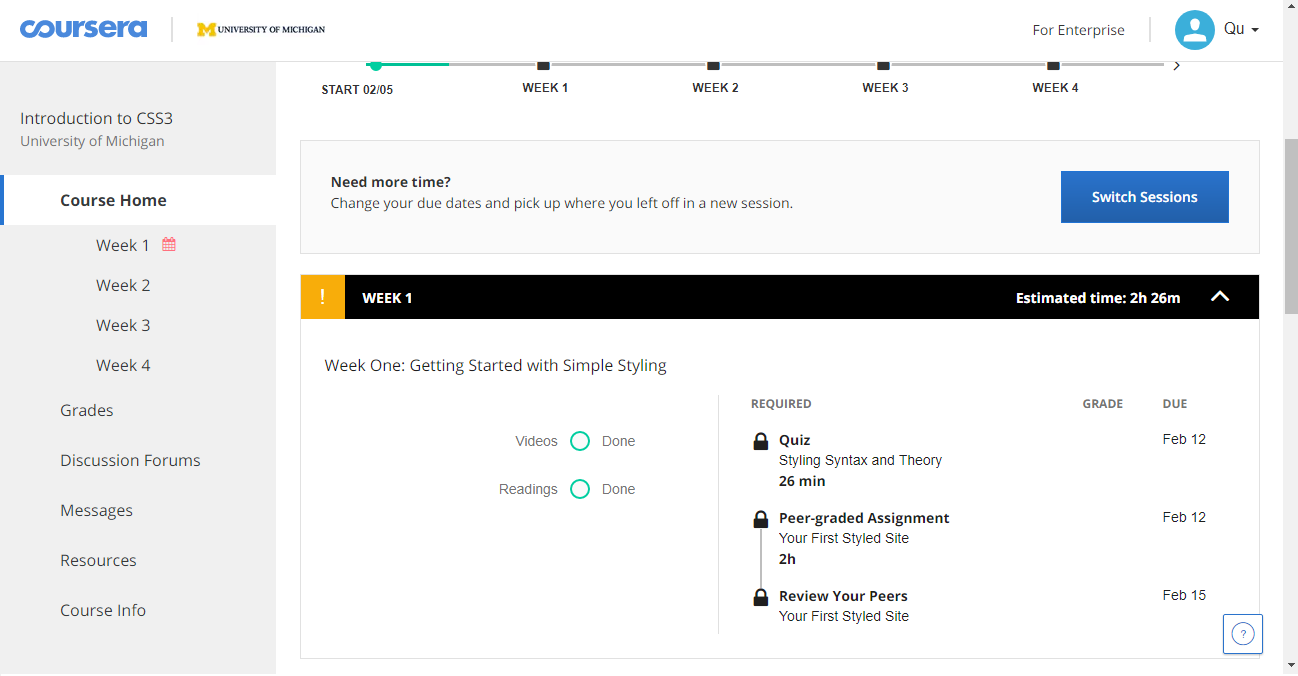 coursera
M UNIVERSITY OF MICHIGAN
For Enterprise
Qu
START 02/05
WEEK 1
WEEK 2
WEEK 3
WEEK 4
Introduction to CSS3
University of Michigan
Course Home
Week 1
Week 2
Week 3
Week 4
Grades
Discussion Forums
Messages
Resources
Course Info
Need more time?
Change your due dates and pick up where you left off in a new session.
Switch Sessions
!
WEEK 1
Estimated time: 2h 26m
Week One: Getting Started with Simple Styling
Videos Done
Readings Done
REQUIRED GRADE DUE
Quiz Feb 12
Styling Syntax and Theory
26 min
Peer-graded Assignment Feb 12
Your First Styled Site
2h
Review Your Peers Feb 15
Your First Styled Site
?